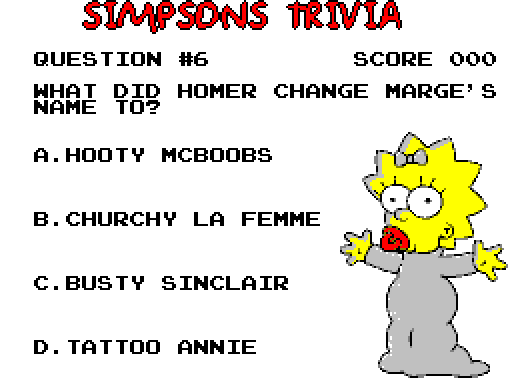 SIMPSONS TRIVIA
QUESTION #6 SCORE 000
WHAT DID HOMER CHANGE MARGE'S
NAME TO?
A.HOOTY MCBOOBS
B.CHURCHY LA FEMME
C.BUSTY SINCLAIR
D.TATTOO ANNIE